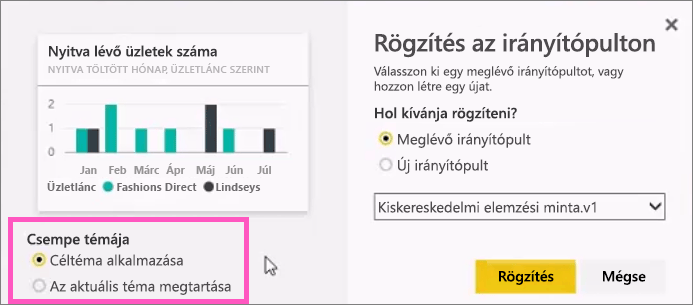 Nyitva lévő üzletek száma
NYITVA TÖLTÖTT HÓNAP, ÜZLETLÁNC SZERINT
2
1
0
Jan Feb Márc Ápr Máj Jún Júl
Üzletlánc Fashions Direct Lindseys
Csempe témája
Céltéma alkalmazása
Az aktuális téma megtartása
Rögzítés az irányítópulton
Válasszon ki egy meglévő irányítópultot, vagy
hozzon létre egy újat.
Hol kívánja rögzíteni?
Meglévő irányítópult
Új irányítópult
Kiskereskedelmi elemzési minta.v1
Rögzítés Mégse